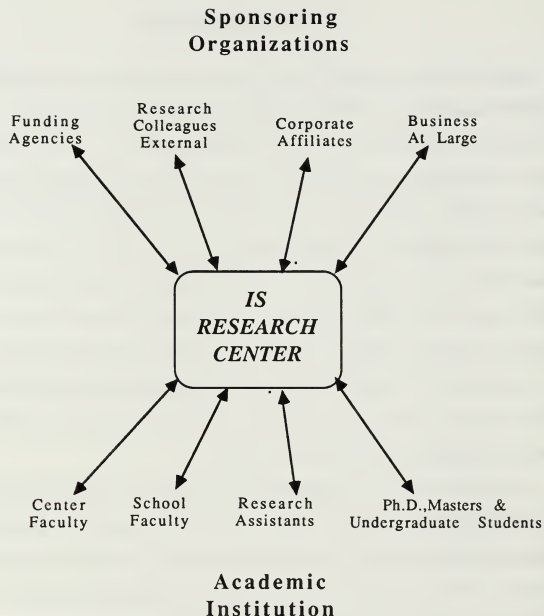 Sponsoring
Organizations
Funding
Agencies
Research
Colleagues
External
Corporate
Affiliates
Business
At Large
IS
RESEARCH
CENTER
Center
Faculty
School
Faculty
Research
Assistants
Ph.D.,Masters &
Undergraduate Students
Academic
Institution